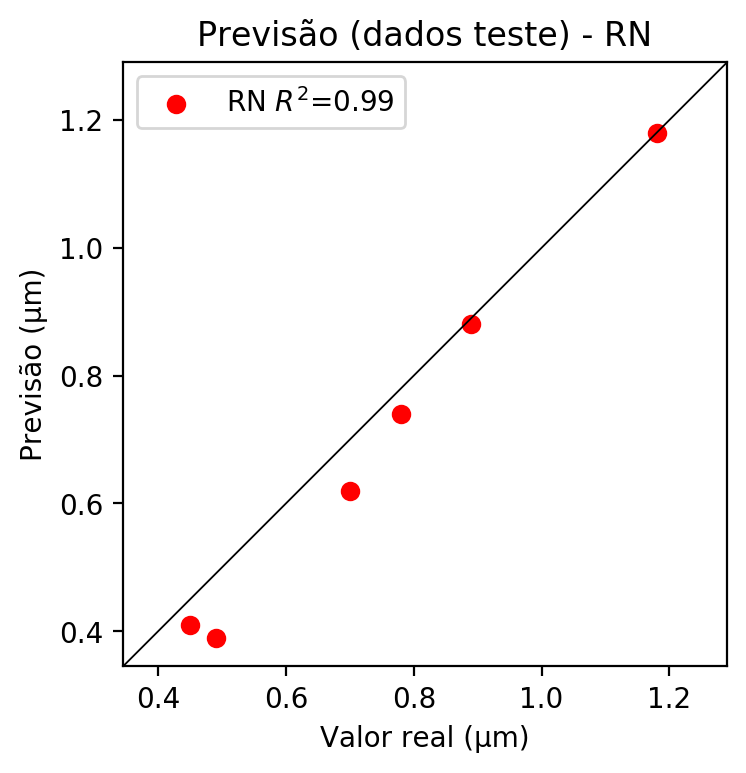 Previsão (dados teste) - RN
RN R²=0.99
Previsão (µm)
1.2
1.0
0.8
0.6
0.4
0.4 0.6 0.8 1.0 1.2
Valor real (µm)